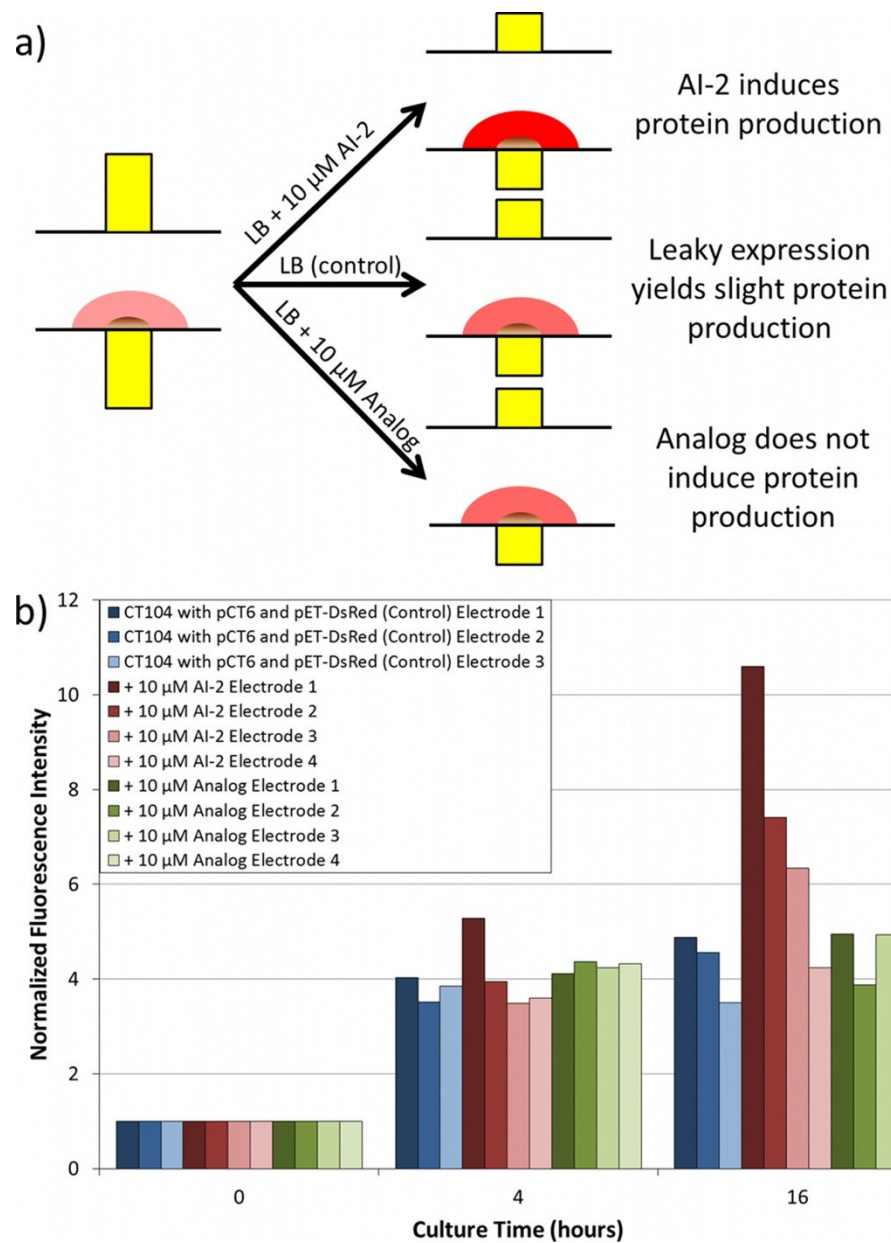 a)
LB + 10 µM AI-2
LB (control)
LB + 10 µM Analog
AI-2 induces
protein production
Leaky expression
yields slight protein
production
Analog does not
induce protein
production
b)
12
10
8
6
4
2
0
Normalized Fluorescence Intensity
CT104 with pCT6 and pET-DsRed (Control) Electrode 1
CT104 with pCT6 and pET-DsRed (Control) Electrode 2
CT104 with pCT6 and pET-DsRed (Control) Electrode 3
+ 10 µM AI-2 Electrode 1
+ 10 µM AI-2 Electrode 2
+ 10 µM AI-2 Electrode 3
+ 10 µM AI-2 Electrode 4
+ 10 µM Analog Electrode 1
+ 10 µM Analog Electrode 2
+ 10 µM Analog Electrode 3
+ 10 µM Analog Electrode 4
0 4 16
Culture Time (hours)